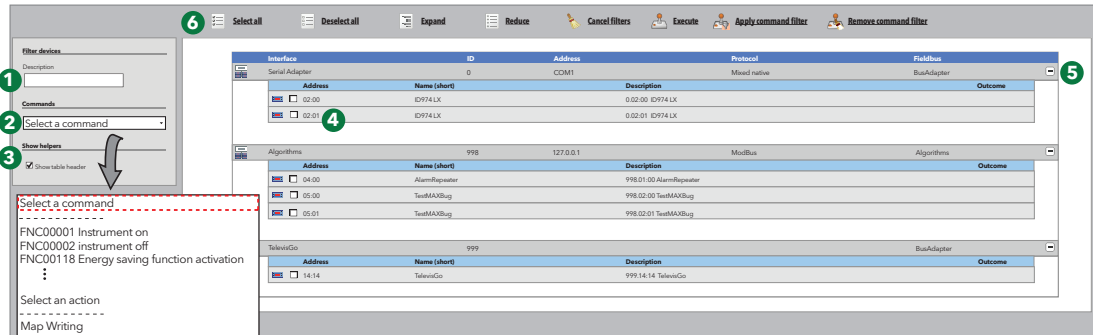 6 Select all Deselect all Expand Reduce Cancel filters Execute Apply command filter Remove command filter
Filter devices
Description
1
Commands
2 Select a command
Show helpers
3 Show table header
Select a command
- - - - - - - - - - - - -
FNC00001 Instrument on
FNC00002 instrument off
FNC00118 Energy saving function activation
Select an action
- - - - - - - - - - - - -
Map Writing
Interface ID Address Protocol Fieldbus
Serial Adapter 0 COM1 Mixed native BusAdapter 5
Address Name (short) Description Outcome
02:00 ID974 LX 0.02:00 ID974 LX
02:01 4 ID974 LX 0.02:01 ID974 LX
Algorithms 998 127.0.0.1 ModBus Algorithms
Address Name (short) Description Outcome
04:00 AlarmRepeater 998.01:00 AlarmRepeater
05:00 TestMAXBug 998.02:00 TestMAXBug
05:01 TestMAXBug 998.02:01 TestMAXBug
TelevisGo 999 BusAdapter
Address Name (short) Description Outcome
14:14 TelevisGo 999.14:14 TelevisGo